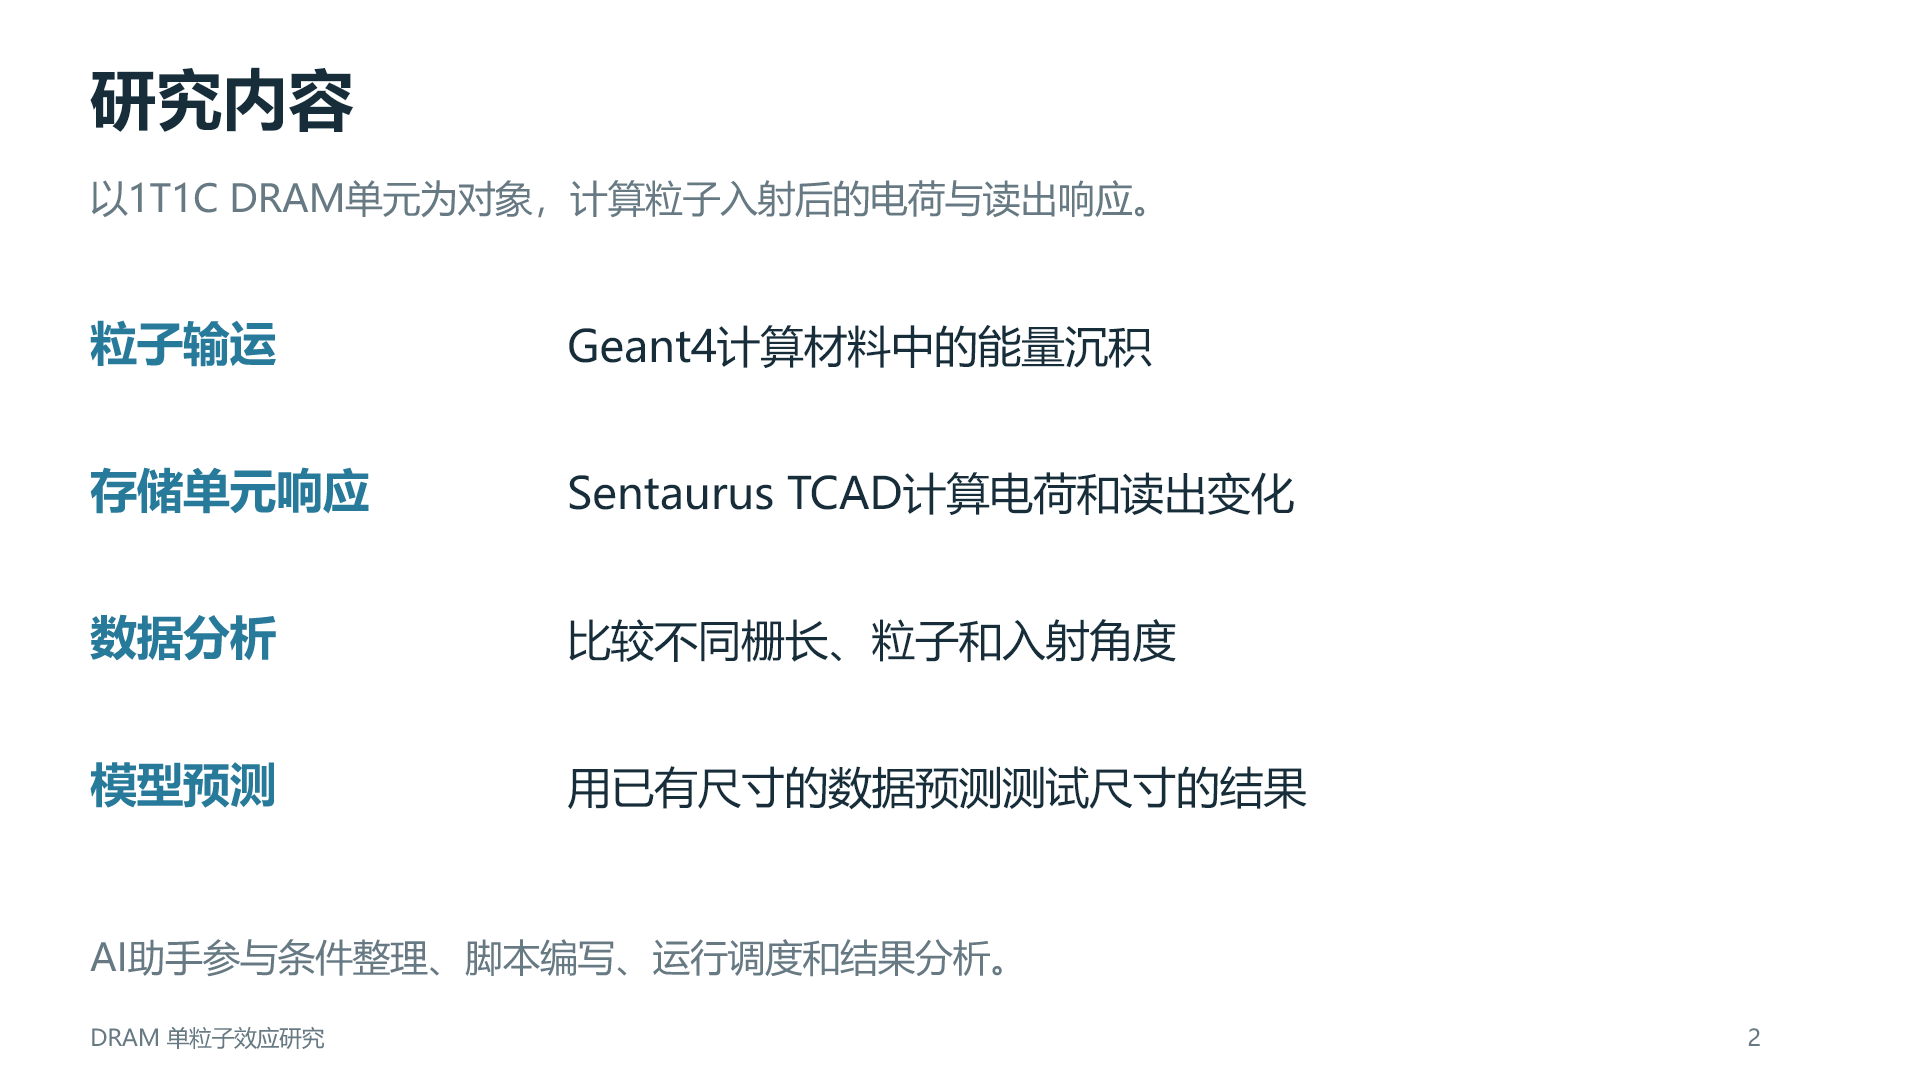 研究内容
以1T1C DRAM单元为对象，计算粒子入射后的电荷与读出响应。
粒子输运 Geant4计算材料中的能量沉积
存储单元响应 Sentaurus TCAD计算电荷和读出变化
数据分析 比较不同栅长、粒子和入射角度
模型预测 用已有尺寸的数据预测测试尺寸的结果
AI助手参与条件整理、脚本编写、运行调度和结果分析。
DRAM 单粒子效应研究 2